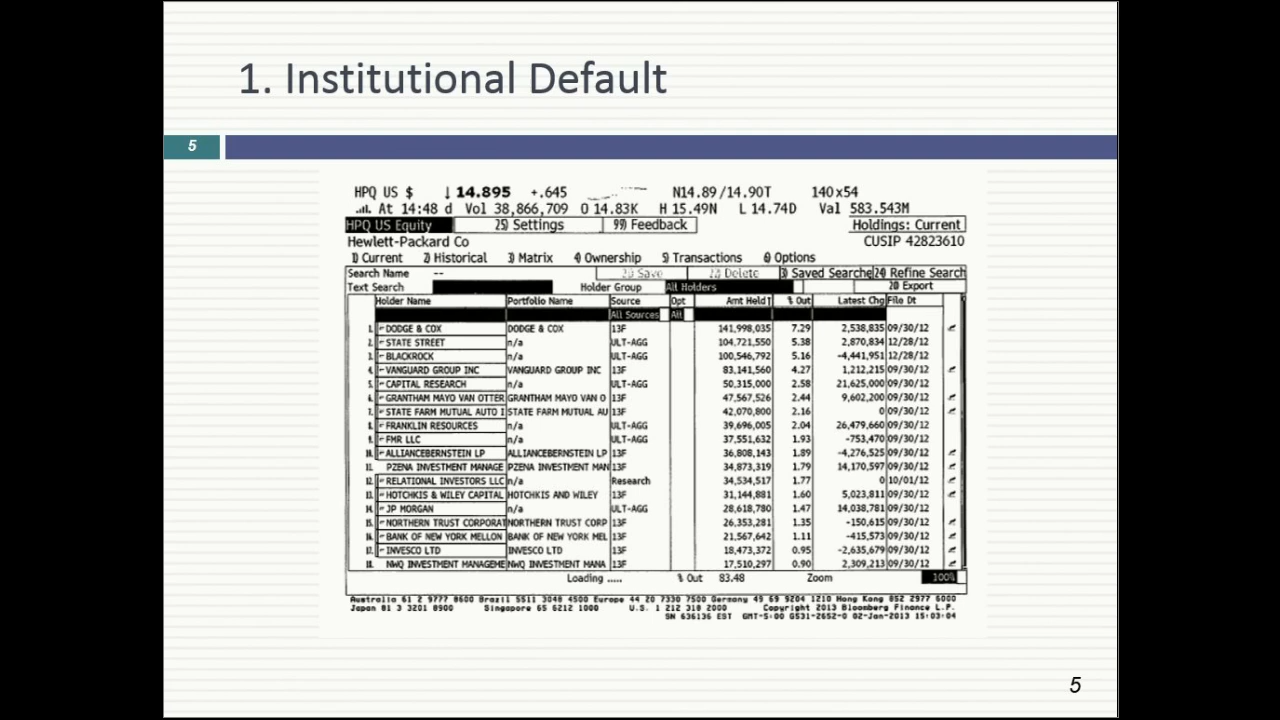 1. Institutional Default
5
HPQ US $ ↓14.895 +.645 N14.89/14.90T 140x54
At 14:48 d Vol 38,866,709 O 14.83K H 15.49N L 14.74D Val 583.543M
HPQ US Equity 25) Settings 99) Feedback Holdings: Current
Hewlett-Packard Co CUSIP 42823610
1) Current 2) Historical 3) Matrix 4) Ownership 5) Transactions 6) Options
Search Name -- 21) Save 22) Delete 23) Saved Searche 24) Refine Search
Text Search Holder Group All Holders 20 Export
Holder Name Portfolio Name Source Opt Amt Held % Out Latest Chg File Dt
All Sources All
1. DODGE & COX DODGE & COX 13F 141,998,035 7.29 2,538,835 09/30/12
2. STATE STREET n/a ULT-AGG 104,721,550 5.38 2,870,834 12/28/12
3. BLACKROCK n/a ULT-AGG 100,546,792 5.16 -4,441,951 12/28/12
4. VANGUARD GROUP INC VANGUARD GROUP INC 13F 83,141,560 4.27 1,212,215 09/30/12
5. CAPITAL RESEARCH n/a ULT-AGG 50,315,000 2.58 21,625,000 09/30/12
6. GRANTHAM MAYO VAN OTTER GRANTHAM MAYO VAN O 13F 47,567,526 2.44 9,602,200 09/30/12
7. STATE FARM MUTUAL AUTO I STATE FARM MUTUAL AU 13F 42,070,800 2.16 0 09/30/12
8. FRANKLIN RESOURCES n/a ULT-AGG 39,696,005 2.04 26,479,660 09/30/12
9. FMR LLC n/a ULT-AGG 37,551,632 1.93 -753,470 09/30/12
10. ALLIANCEBERNSTEIN LP ALLIANCEBERNSTEIN LP 13F 36,808,143 1.89 -4,276,525 09/30/12
11. PZENA INVESTMENT MANAGE PZENA INVESTMENT MAN 13F 34,873,319 1.79 14,170,597 09/30/12
12. RELATIONAL INVESTORS LLC n/a Research 34,534,517 1.77 0 10/01/12
13. HOTCHKIS & WILEY CAPITAL HOTCHKIS AND WILEY 13F 31,144,881 1.60 5,023,811 09/30/12
14. JP MORGAN n/a ULT-AGG 28,618,780 1.47 14,038,781 09/30/12
15. NORTHERN TRUST CORPORAT NORTHERN TRUST CORP 13F 26,353,281 1.35 -150,615 09/30/12
16. BANK OF NEW YORK MELLON BANK OF NEW YORK MEL 13F 21,567,642 1.11 -415,573 09/30/12
17. INVESCO LTD INVESCO LTD 13F 18,473,372 0.95 -2,635,679 09/30/12
18. NWQ INVESTMENT MANAGEME NWQ INVESTMENT MANA 13F 17,510,297 0.90 2,309,213 09/30/12
Loading ..... % Out 83.48 Zoom 100%
Australia 61 2 9777 8600 Brazil 5511 3048 4500 Europe 44 20 7330 7500 Germany 49 69 9204 1210 Hong Kong 852 2977 6000
Japan 81 3 3201 8900 Singapore 65 6212 1000 U.S. 1 212 318 2000 Copyright 2013 Bloomberg Finance L.P.
SN 636136 EST GMT-5:00 G531-2652-0 02-Jan-2013 15:03:04
5